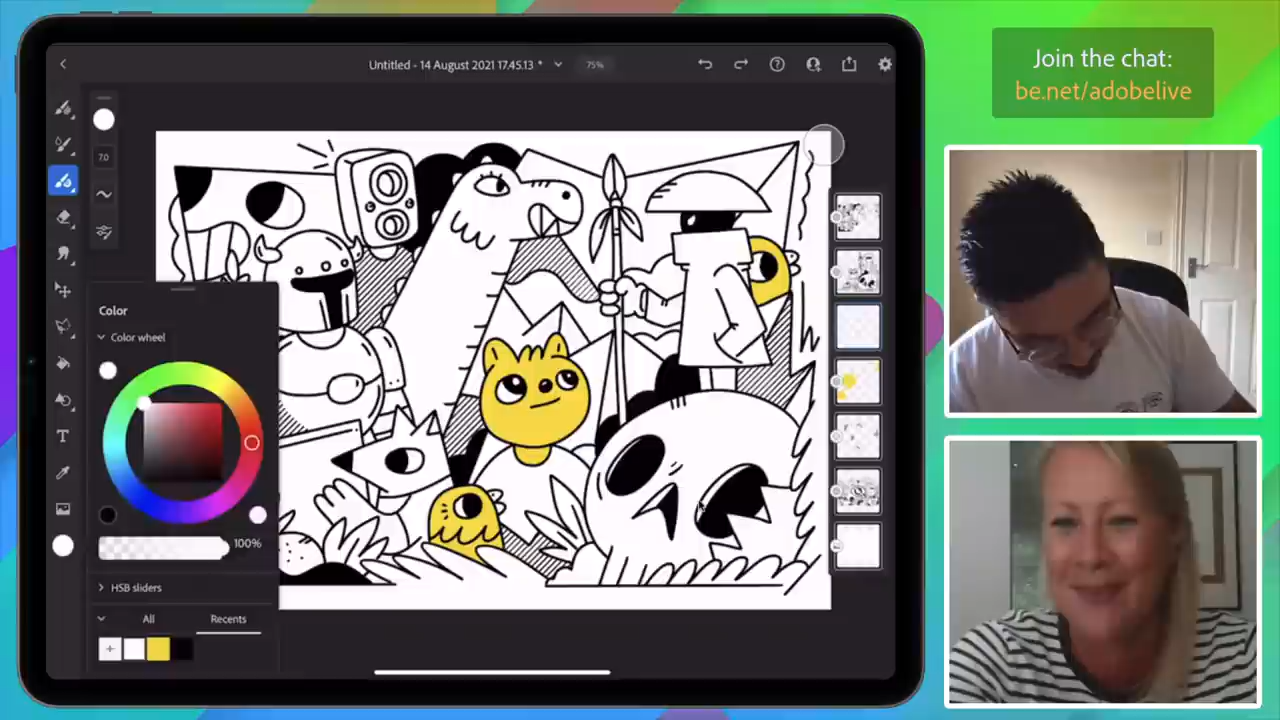 Untitled - 14 August 2021 17.45.13 *
75%
Join the chat:
be.net/adobelive
7.0
Color
Color wheel
100%
HSB sliders
All
Recents
T